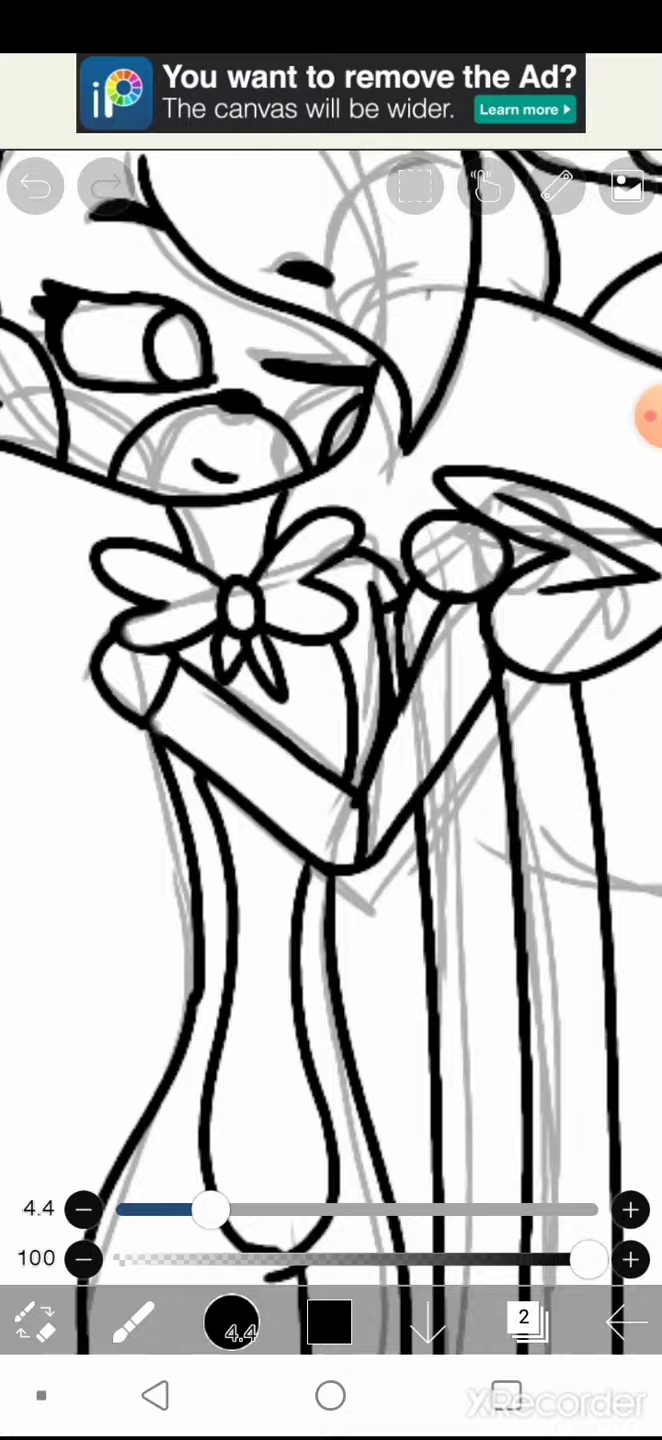 iP
You want to remove the Ad?
The canvas will be wider.
Learn more
4.4
100
4.4
2
XRecorder